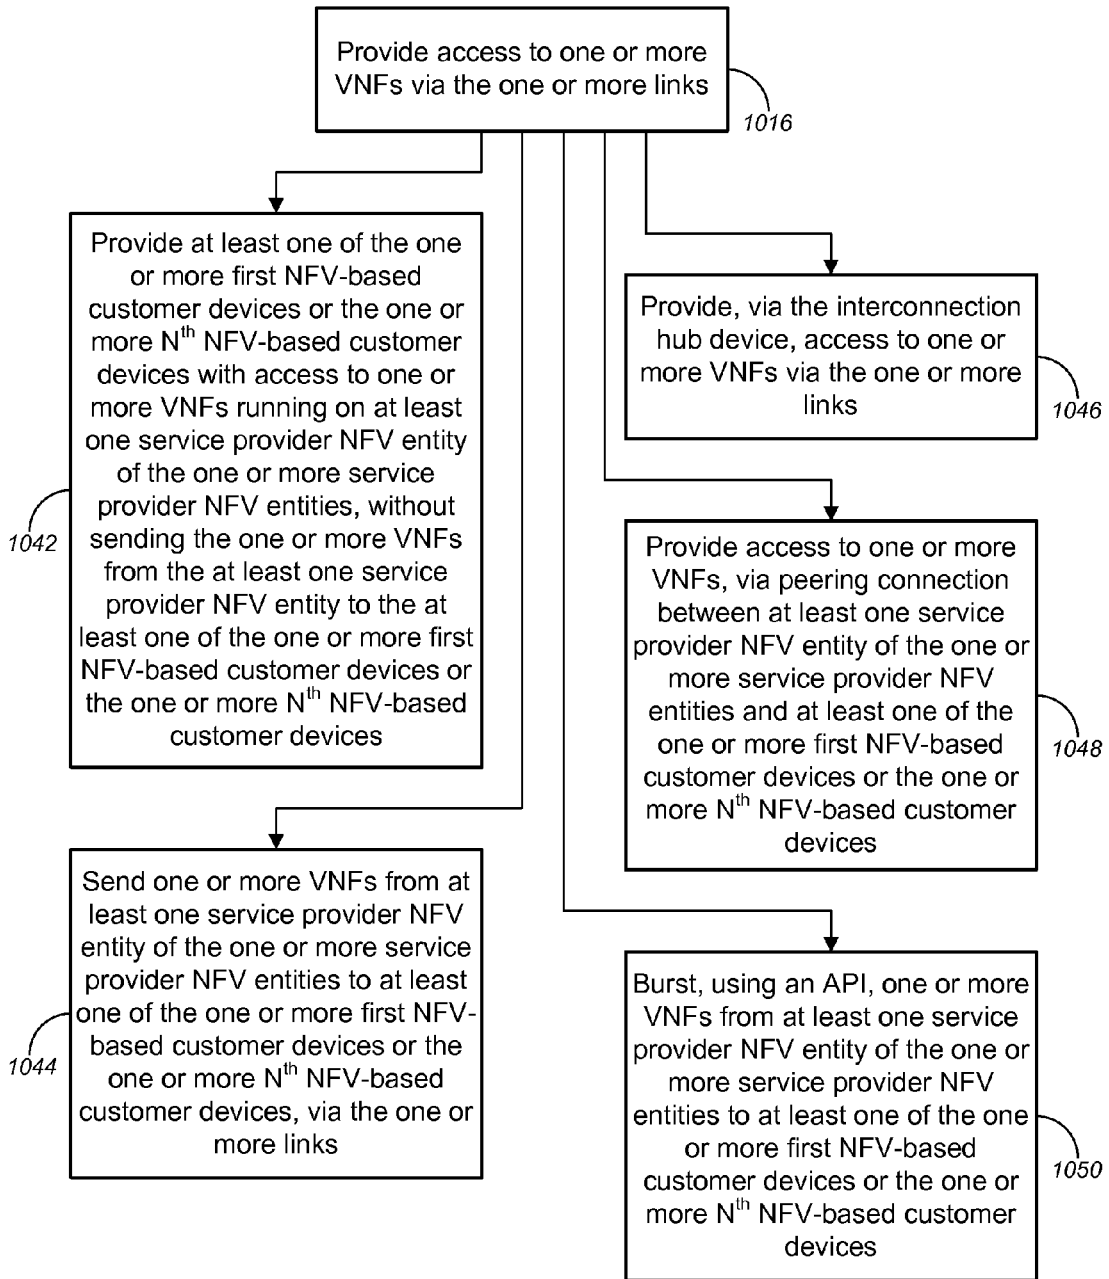 Provide access to one or more
VNFs via the one or more links
1016
Provide at least one of the one
or more first NFV-based
customer devices or the one or
more Nth NFV-based customer
devices with access to one or
more VNFs running on at least
one service provider NFV entity
of the one or more service
provider NFV entities, without
sending the one or more VNFs
from the at least one service
provider NFV entity to the at
least one of the one or more first
NFV-based customer devices or
the one or more Nth NFV-based
customer devices
1042
Send one or more VNFs from at
least one service provider NFV
entity of the one or more service
provider NFV entities to at least
one of the one or more first NFV-
based customer devices or the
one or more Nth NFV-based
customer devices, via the one or
more links
1044
Provide, via the interconnection
hub device, access to one or
more VNFs via the one or more
links
1046
Provide access to one or more
VNFs, via peering connection
between at least one service
provider NFV entity of the one or
more service provider NFV
entities and at least one of the
one or more first NFV-based
customer devices or the one or
more Nth NFV-based customer
devices
1048
Burst, using an API, one or more
VNFs from at least one service
provider NFV entity of the one or
more service provider NFV
entities to at least one of the one
or more first NFV-based
customer devices or the one or
more Nth NFV-based customer
devices
1050